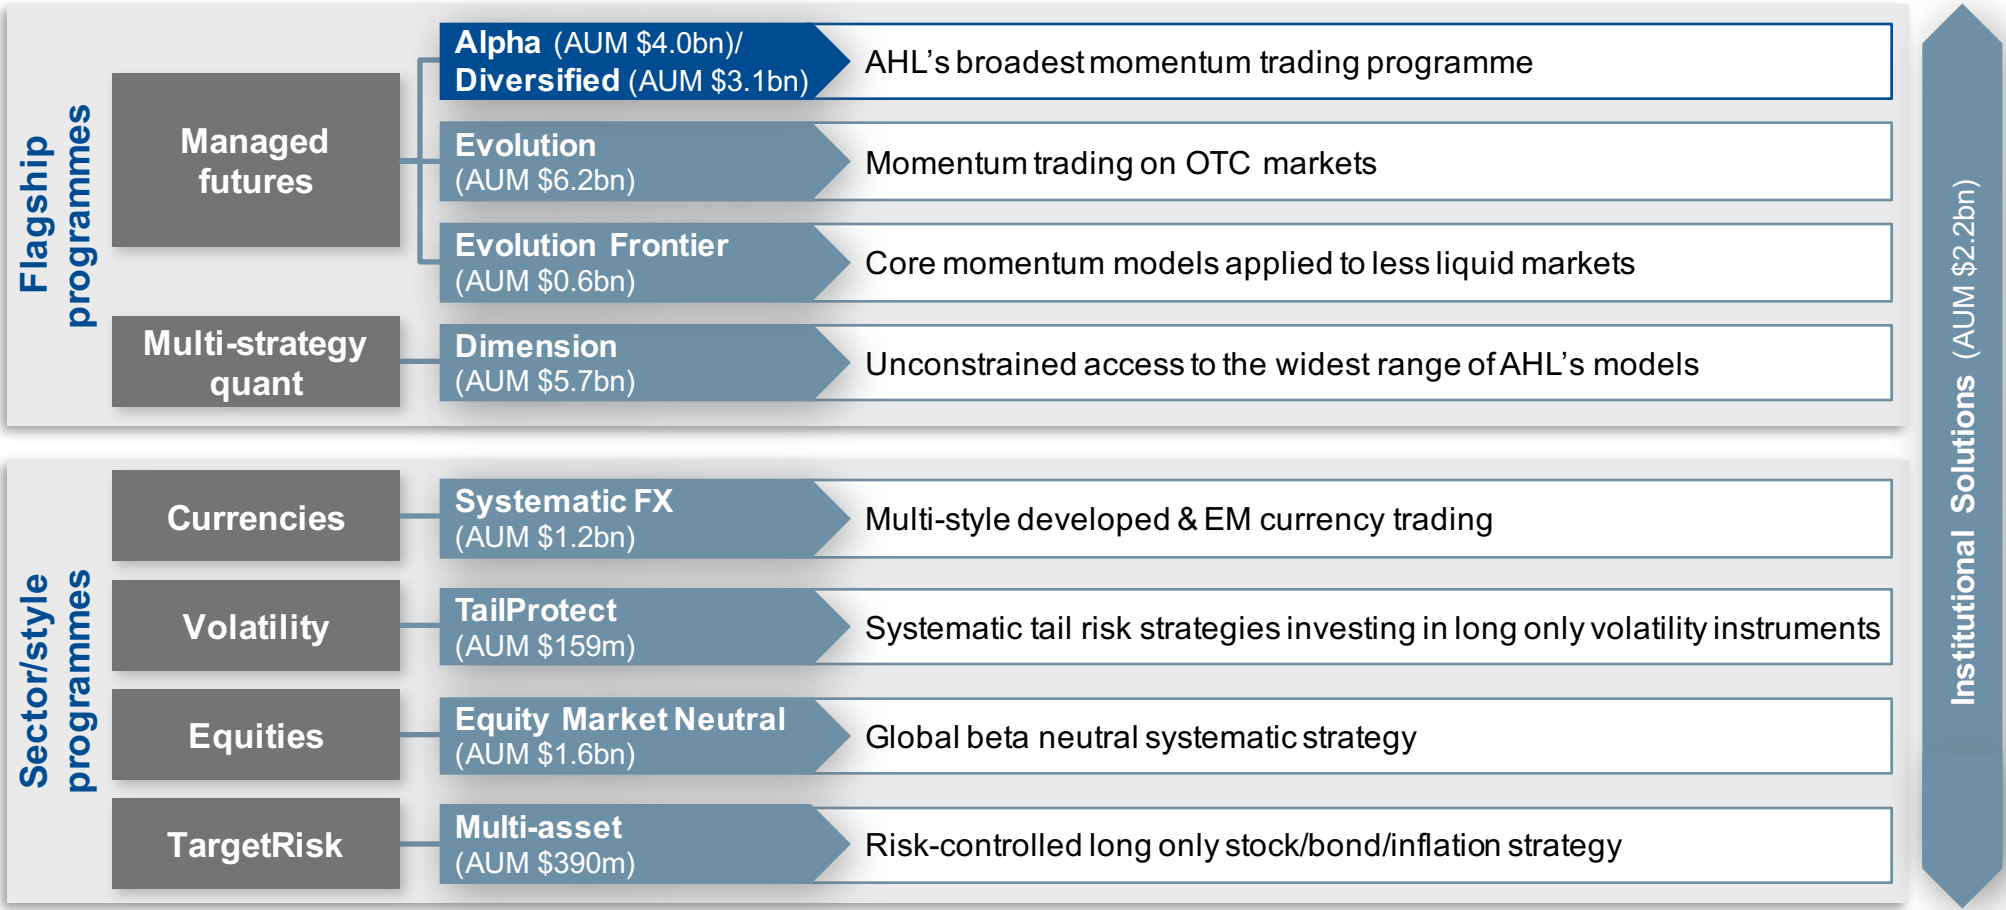 Flagship
programmes
Managed
futures
Alpha (AUM $4.0bn)/
Diversified (AUM $3.1bn)
AHL's broadest momentum trading programme
Evolution
(AUM $6.2bn)
Momentum trading on OTC markets
Evolution Frontier
(AUM $0.6bn)
Core momentum models applied to less liquid markets
Multi-strategy
quant
Dimension
(AUM $5.7bn)
Unconstrained access to the widest range of AHL's models
Sector/style
programmes
Currencies
Systematic FX
(AUM $1.2bn)
Multi-style developed & EM currency trading
Volatility
TailProtect
(AUM $159m)
Systematic tail risk strategies investing in long only volatility instruments
Equities
Equity Market Neutral
(AUM $1.6bn)
Global beta neutral systematic strategy
TargetRisk
Multi-asset
(AUM $390m)
Risk-controlled long only stock/bond/inflation strategy
Institutional Solutions (AUM $2.2bn)